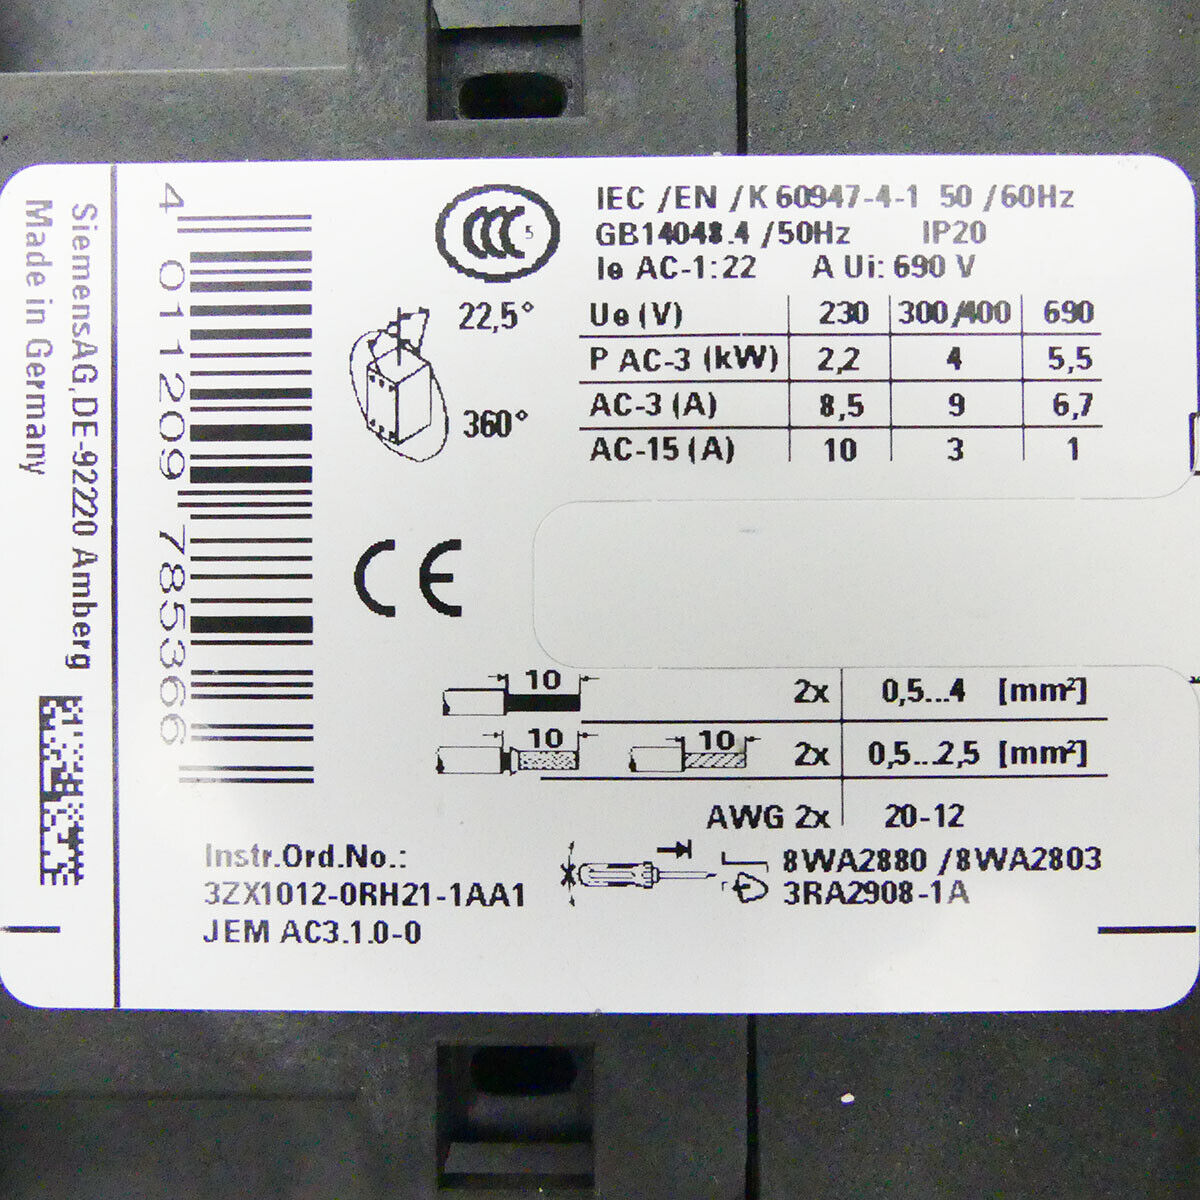 SiemensAG, DE-92220 Amberg
Made in Germany
4 011209 785366
5
IEC /EN /K 60947-4-1 50 /60Hz
GB14048.4 /50Hz IP20
Ie AC-1:22 A Ui: 690 V
22,5°
360°
Ue (V) 230 300/400 690
P AC-3 (kW) 2,2 4 5,5
AC-3 (A) 8,5 9 6,7
AC-15 (A) 10 3 1
CE
10 2x 0,5...4 [mm²]
10 10 2x 0,5...2,5 [mm²]
AWG 2x 20-12
Instr.Ord.No.:
3ZX1012-0RH21-1AA1
JEM AC3.1.0-0
8WA2880 /8WA2803
3RA2908-1A